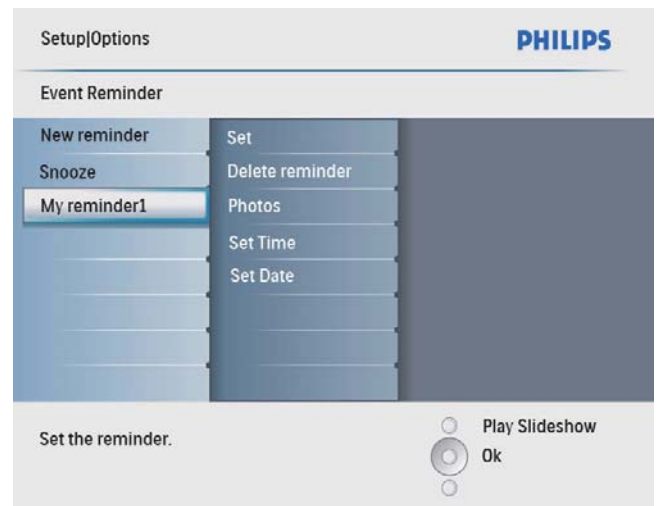 Setup|Options
PHILIPS
Event Reminder
New reminder
Snooze
My reminder1
Set
Delete reminder
Photos
Set Time
Set Date
Set the reminder.
Play Slideshow
Ok